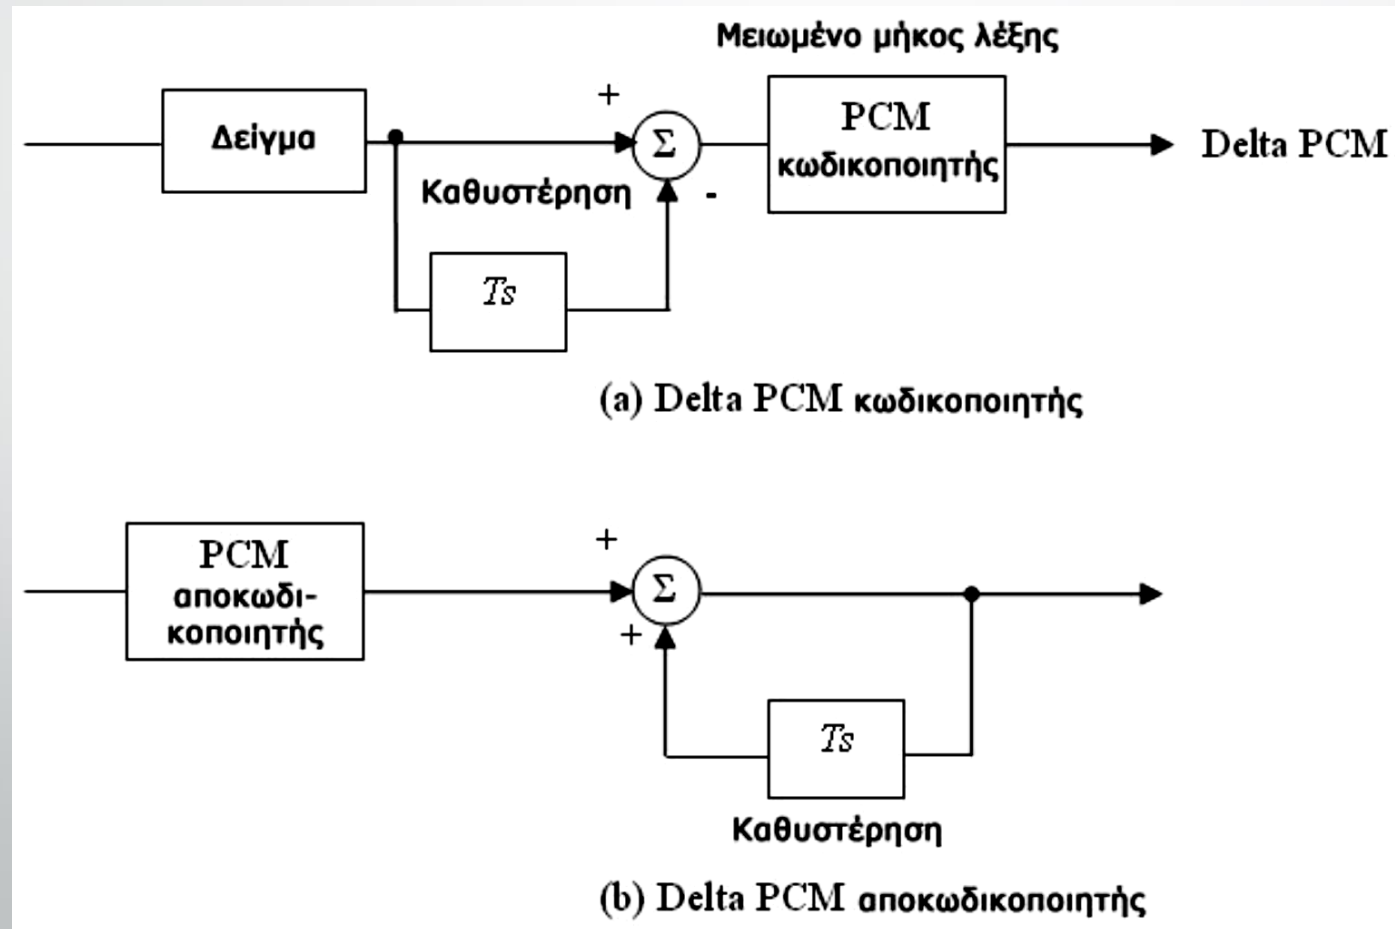 Μειωμένο μήκος λέξης
Δείγμα
+
Σ
PCM
κωδικοποιητής
Delta PCM
Καθυστέρηση
-
Ts
(a) Delta PCM κωδικοποιητής
PCM
αποκωδι-
κοποιητής
+
Σ
+
Ts
Καθυστέρηση
(b) Delta PCM αποκωδικοποιητής